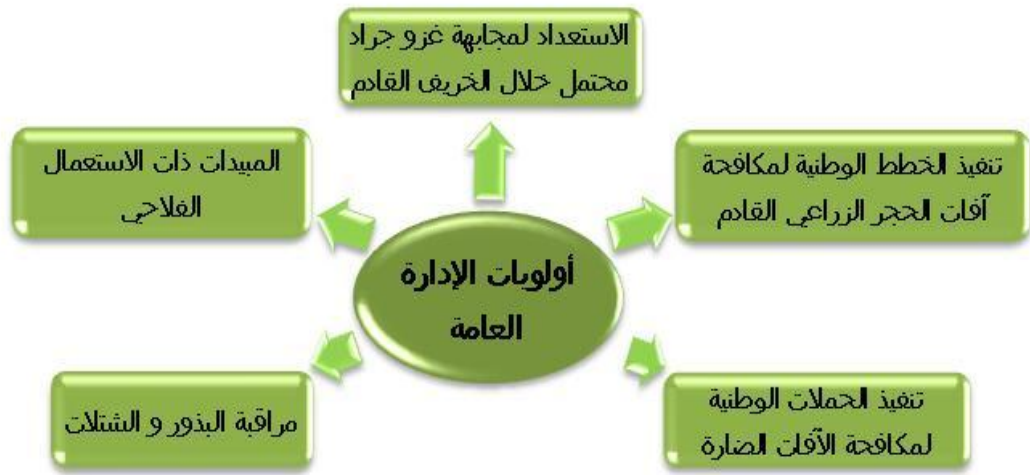 الاستعداد لمجابهة غزو جراد
محتمل خلال الخريف القادم
تنفيذ الخطط الوطنية لمكافحة
آفات الحجر الزراعي القادم
المبيدات ذات الاستعمال
الفلاحي
أولويات الإدارة
العامة
تنفيذ الحملات الوطنية
لمكافحة الآفات الضارة
مراقبة البذور و الشتلات